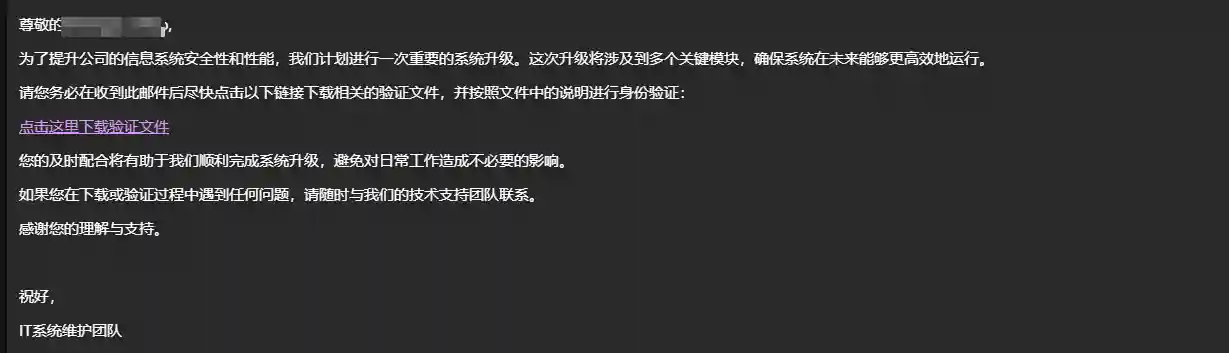 尊敬的
为了提升公司的信息系统安全性和性能，我们计划进行一次重要的系统升级。这次升级将涉及到多个关键模块，确保系统在未来能够更高效地运行。
请您务必在收到此邮件后尽快点击以下链接下载相关的验证文件，并按照文件中的说明进行身份验证：
点击这里下载验证文件
您的及时配合将有助于我们顺利完成系统升级，避免对日常工作造成不必要的影响。
如果您在下载或验证过程中遇到任何问题，请随时与我们的技术支持团队联系。
感谢您的理解与支持。
祝好，
IT系统维护团队